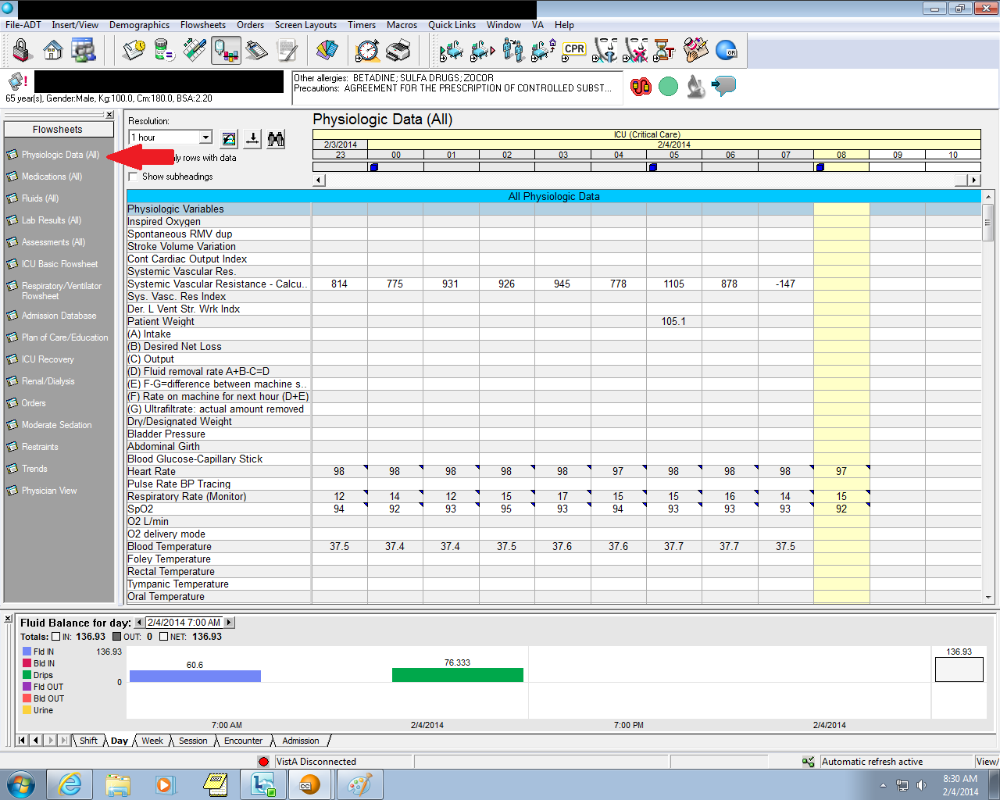 File-ADT Insert/View Demographics Flowsheets Orders Screen Layouts Timers Macros Quick Links Window VA Help
CPR
OR
Other allergies: BETADINE; SULFA DRUGS; ZOCOR
Precautions: AGREEMENT FOR THE PRESCRIPTION OF CONTROLLED SUBST...
65 year(s), Gender:Male, Kg:100.0, Cm:180.0, BSA:2.20
Flowsheets
Physiologic Data (All)
Medications (All)
Fluids (All)
Lab Results (All)
Assessments (All)
ICU Basic Flowsheet
Respiratory/Ventilator
Flowsheet
Admission Database
Plan of Care/Education
ICU Recovery
Renal/Dialysis
Orders
Moderate Sedation
Restraints
Trends
Physician View
Resolution:
1 hour
ly rows with data
Show subheadings
Physiologic Data (All)
ICU (Critical Care)
2/3/2014 2/4/2014
23 00 01 02 03 04 05 06 07 08 09 10
All Physiologic Data
Physiologic Variables
Inspired Oxygen
Spontaneous RMV dup
Stroke Volume Variation
Cont Cardiac Output Index
Systemic Vascular Res.
Systemic Vascular Resistance - Calcu.. 814 775 931 926 945 778 1105 878 -147
Sys. Vasc. Res Index
Der. L Vent Str. Wrk Indx
Patient Weight 105.1
(A) Intake
(B) Desired Net Loss
(C) Output
(D) Fluid removal rate A+B-C=D
(E) F-G=difference between machine s..
(F) Rate on machine for next hour (D+E)
(G) Ultrafiltrate: actual amount removed
Dry/Designated Weight
Bladder Pressure
Abdominal Girth
Blood Glucose-Capillary Stick
Heart Rate 98 98 98 98 98 97 98 98 98 97
Pulse Rate BP Tracing
Respiratory Rate (Monitor) 12 14 12 15 17 15 15 16 14 15
SpO2 94 92 93 95 93 94 93 93 93 92
O2 L/min
O2 delivery mode
Blood Temperature 37.5 37.4 37.4 37.5 37.6 37.6 37.7 37.7 37.5
Foley Temperature
Rectal Temperature
Tympanic Temperature
Oral Temperature
Fluid Balance for day: 2/4/2014 7:00 AM
Totals: IN: 136.93 OUT: 0 NET: 136.93
Fld IN
Bld IN
Drips
Fld OUT
Bld OUT
Urine
136.93
0
60.6
76.333
136.93
7:00 AM 2/4/2014 7:00 PM 2/4/2014
Shift Day Week Session Encounter Admission
VistA Disconnected Automatic refresh active View/
CC
8:30 AM
2/4/2014